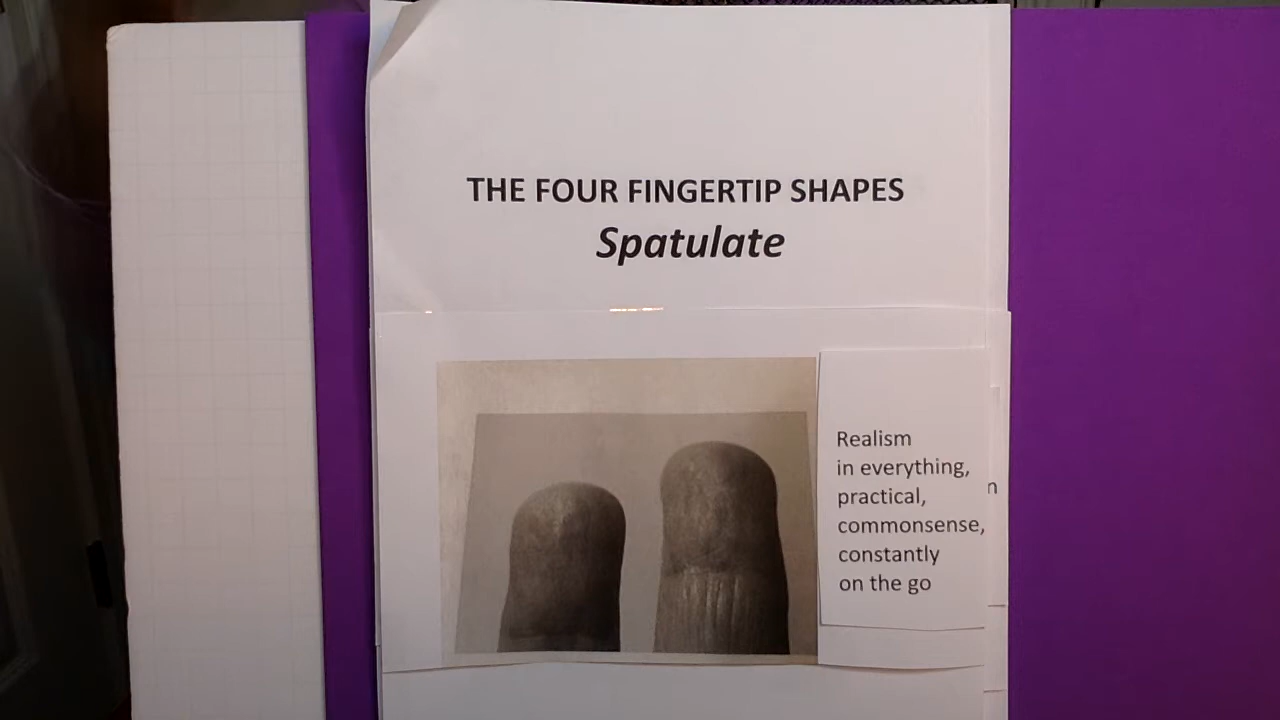 THE FOUR FINGERTIP SHAPES
Spatulate
Realism
in everything,
practical,
commonsense,
constantly
on the go
n